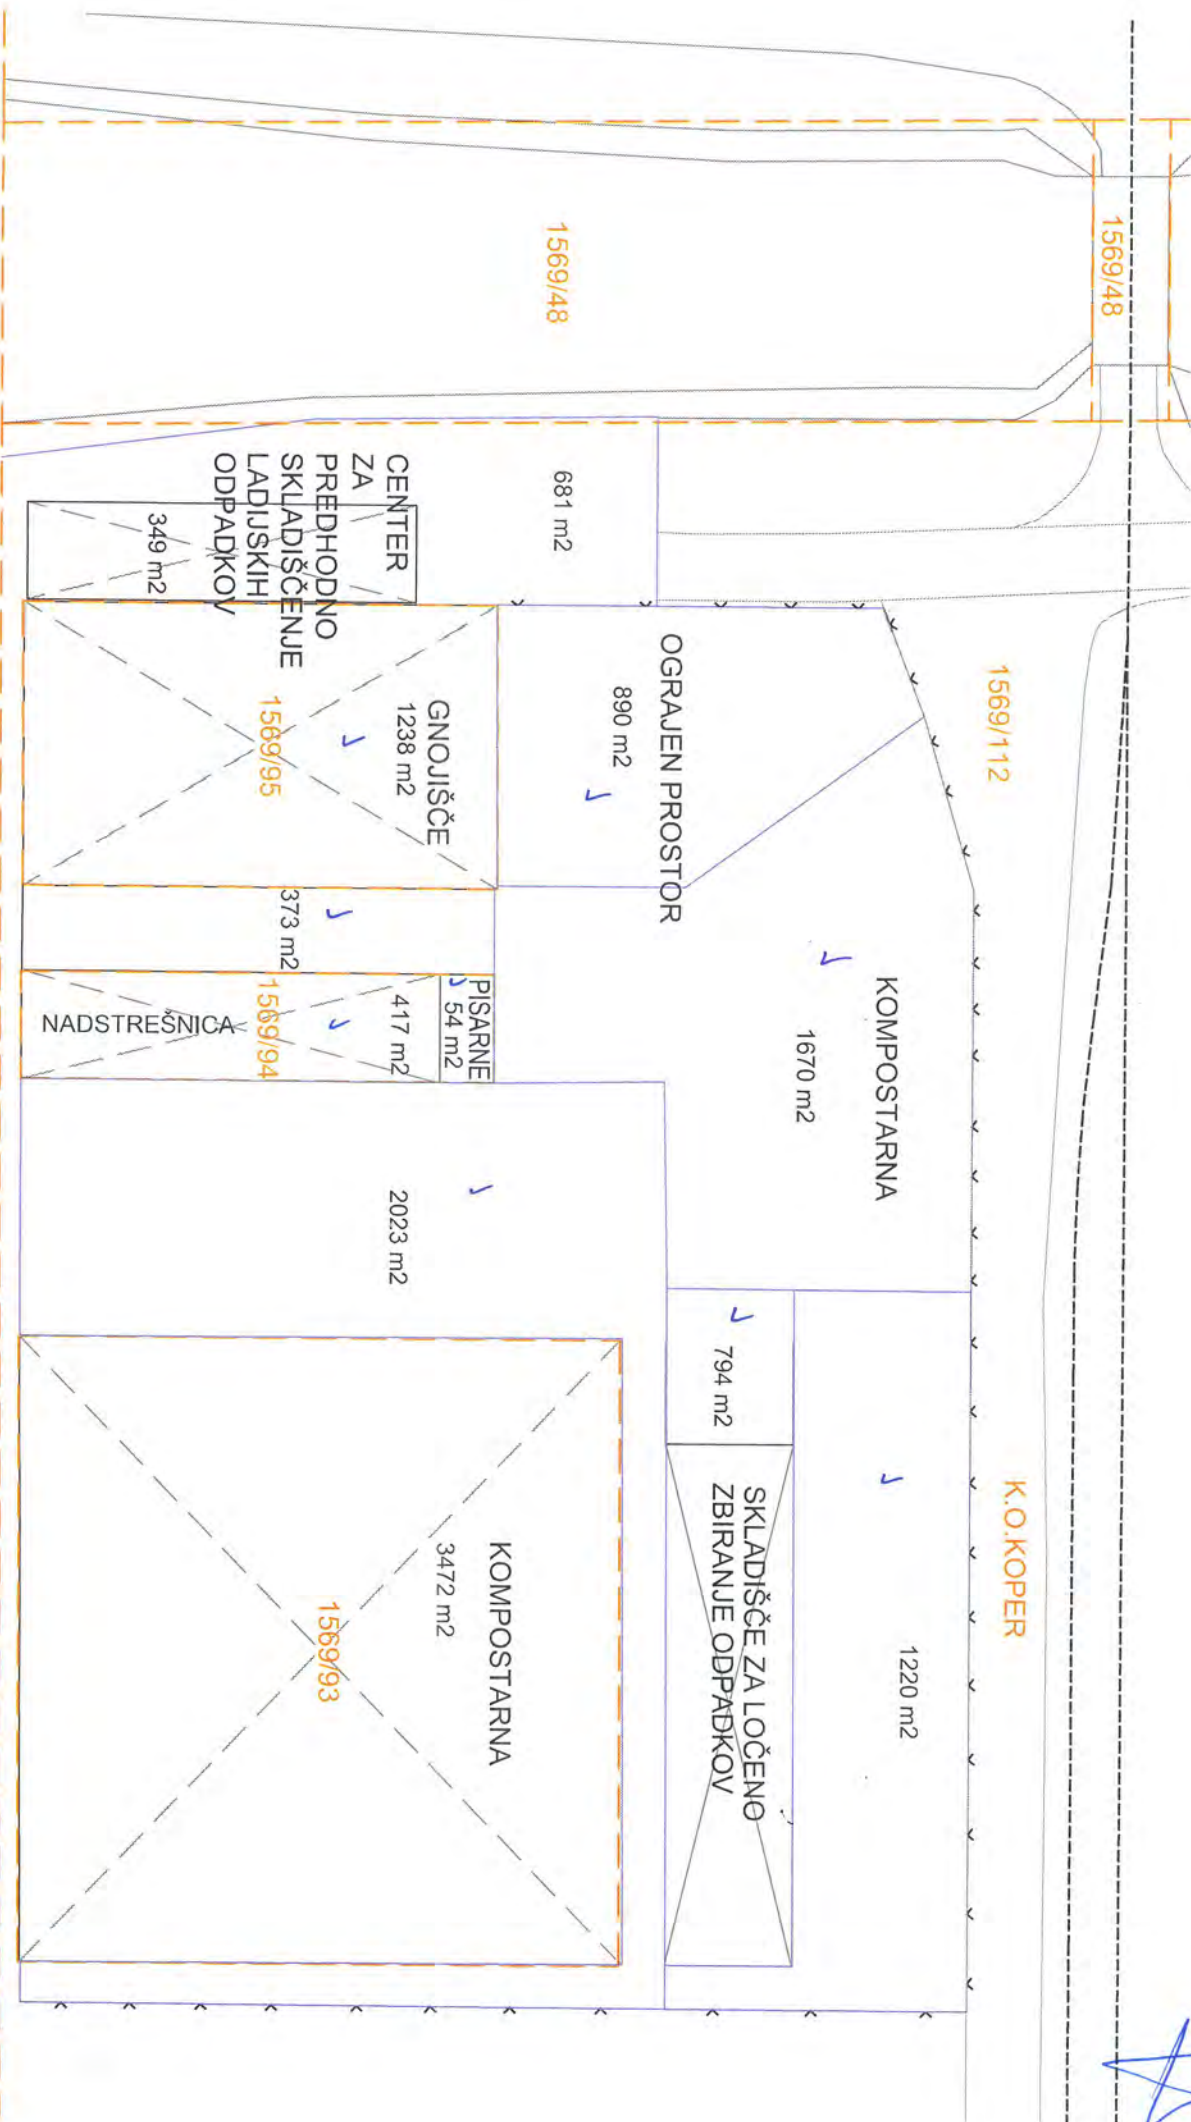 1569/48
1569/48
CENTER
ZA
PREDHODNO
SKLADIŠČENJE
LADIJSKIH
ODPADKOV
349 m2
681 m2
OGRAJEN PROSTOR
890 m2
1569/112
GNOJIŠČE
1238 m2
1569/95
373 m2
PISARNE
54 m2
417 m2
1569/94
NADSTREŠNICA
KOMPOSTARNA
1670 m2
2023 m2
794 m2
SKLADIŠČE ZA LOČENO
ZBIRANJE ODPADKOV
1220 m2
K.O.KOPER
KOMPOSTARNA
3472 m2
1569/93